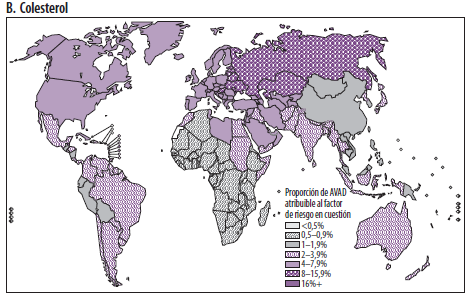 B. Colesterol
Proporción de AVAD
atribuible al factor
de riesgo en cuestión
<0,5%
0,5–0,9%
1–1,9%
2–3,9%
4–7,9%
8–15,9%
16%+